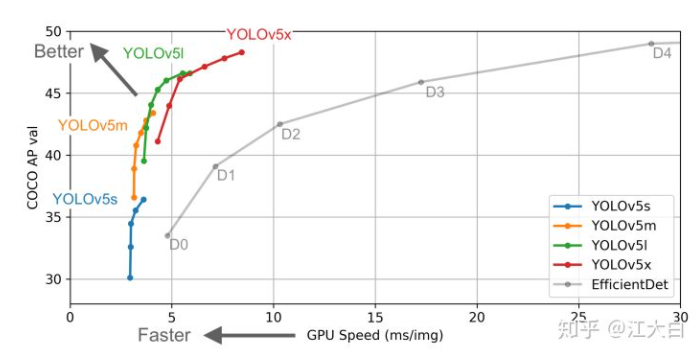 YOLOv5x
50
Better
YOLOv5l
D4
45
D3
YOLOv5m
D2
40
D1
COCO AP val
YOLOv5s
35
D0
30
YOLOv5s
YOLOv5m
YOLOv5l
YOLOv5x
EfficientDet
0 5 10 15 20 25 30
Faster
GPU Speed (ms/img)
知乎 @江大白